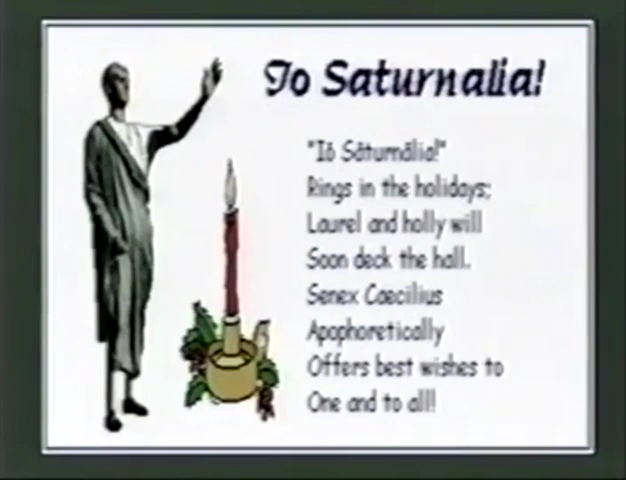 Io Saturnalia!
"Iō Sāturnālia!"
Rings in the holidays;
Laurel and holly will
Soon deck the hall.
Senex Caecilius
Apophoretically
Offers best wishes to
One and to all!